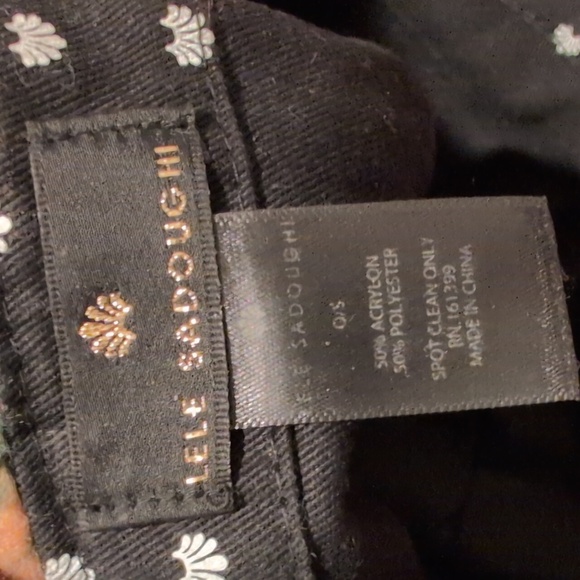 LELE SADOUGHI
LELE SADOUGHI
O/S
50% ACRYLON
50% POLYESTER
SPOT CLEAN ONLY
RN. 161399
MADE IN CHINA